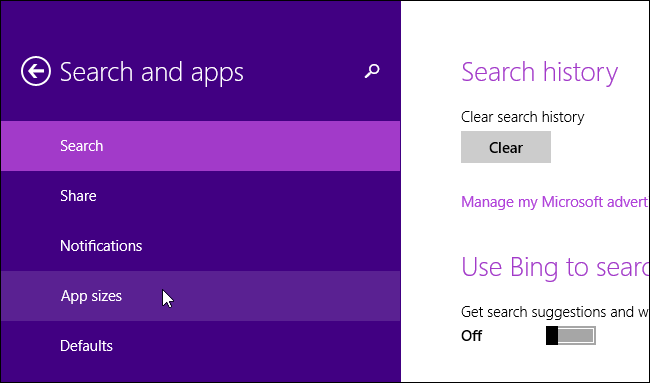 Search and apps
Search
Share
Notifications
App sizes
Defaults
Search history
Clear search history
Clear
Manage my Microsoft advert
Use Bing to searc
Get search suggestions and w
Off